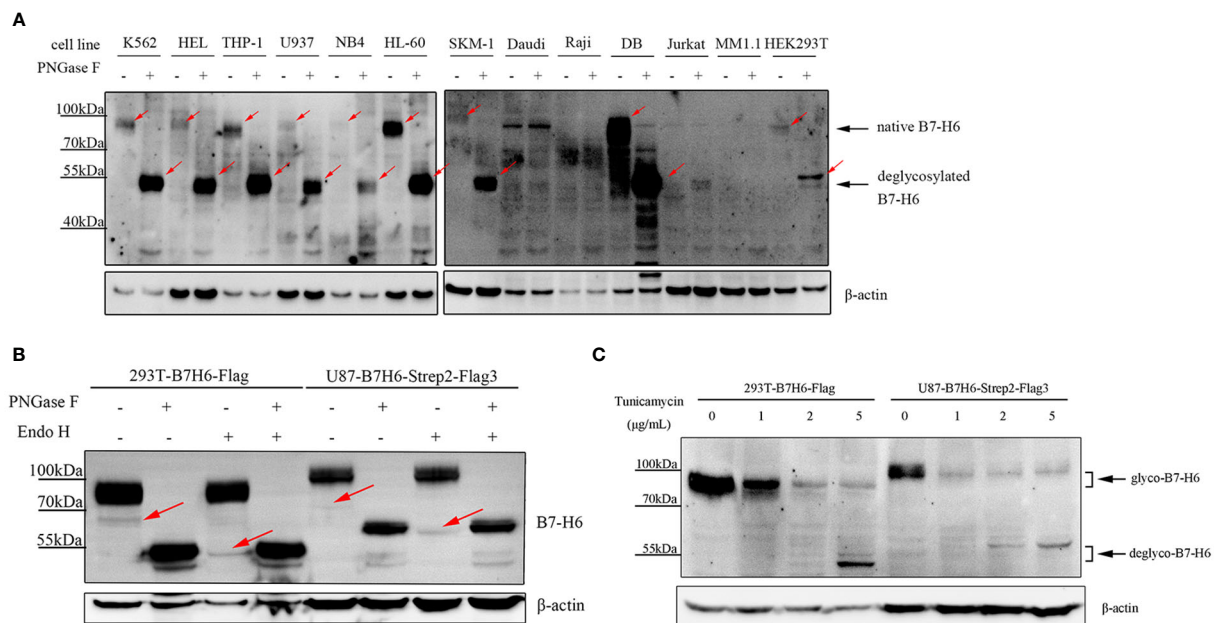 A
cell line K562 HEL THP-1 U937 NB4 HL-60 SKM-1 Daudi Raji DB Jurkat MM1.1 HEK293T
PNGase F - + - + - + - + - + - + - + - + - + - + - + - + - +
100kDa
70kDa
55kDa
40kDa
native B7-H6
deglycosylated
B7-H6
β-actin
B
293T-B7H6-Flag U87-B7H6-Strep2-Flag3
PNGase F - + - + - + - +
Endo H - - + + - - + +
100kDa
70kDa
55kDa
B7-H6
β-actin
C
293T-B7H6-Flag U87-B7H6-Strep2-Flag3
Tunicamycin
(μg/mL)
0 1 2 5 0 1 2 5
100kDa
70kDa
55kDa
glyco-B7-H6
deglyco-B7-H6
β-actin